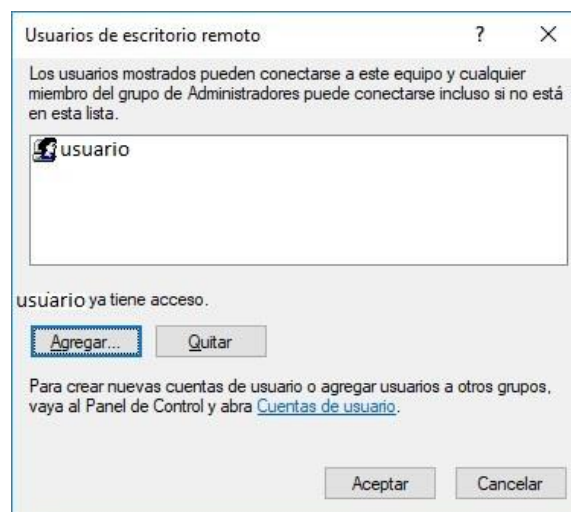 Usuarios de escritorio remoto ?
Los usuarios mostrados pueden conectarse a este equipo y cualquier
miembro del grupo de Administradores puede conectarse incluso si no está
en esta lista.
usuario
usuario ya tiene acceso.
Agregar... Quitar
Para crear nuevas cuentas de usuario o agregar usuarios a otros grupos,
vaya al Panel de Control y abra Cuentas de usuario.
Aceptar Cancelar